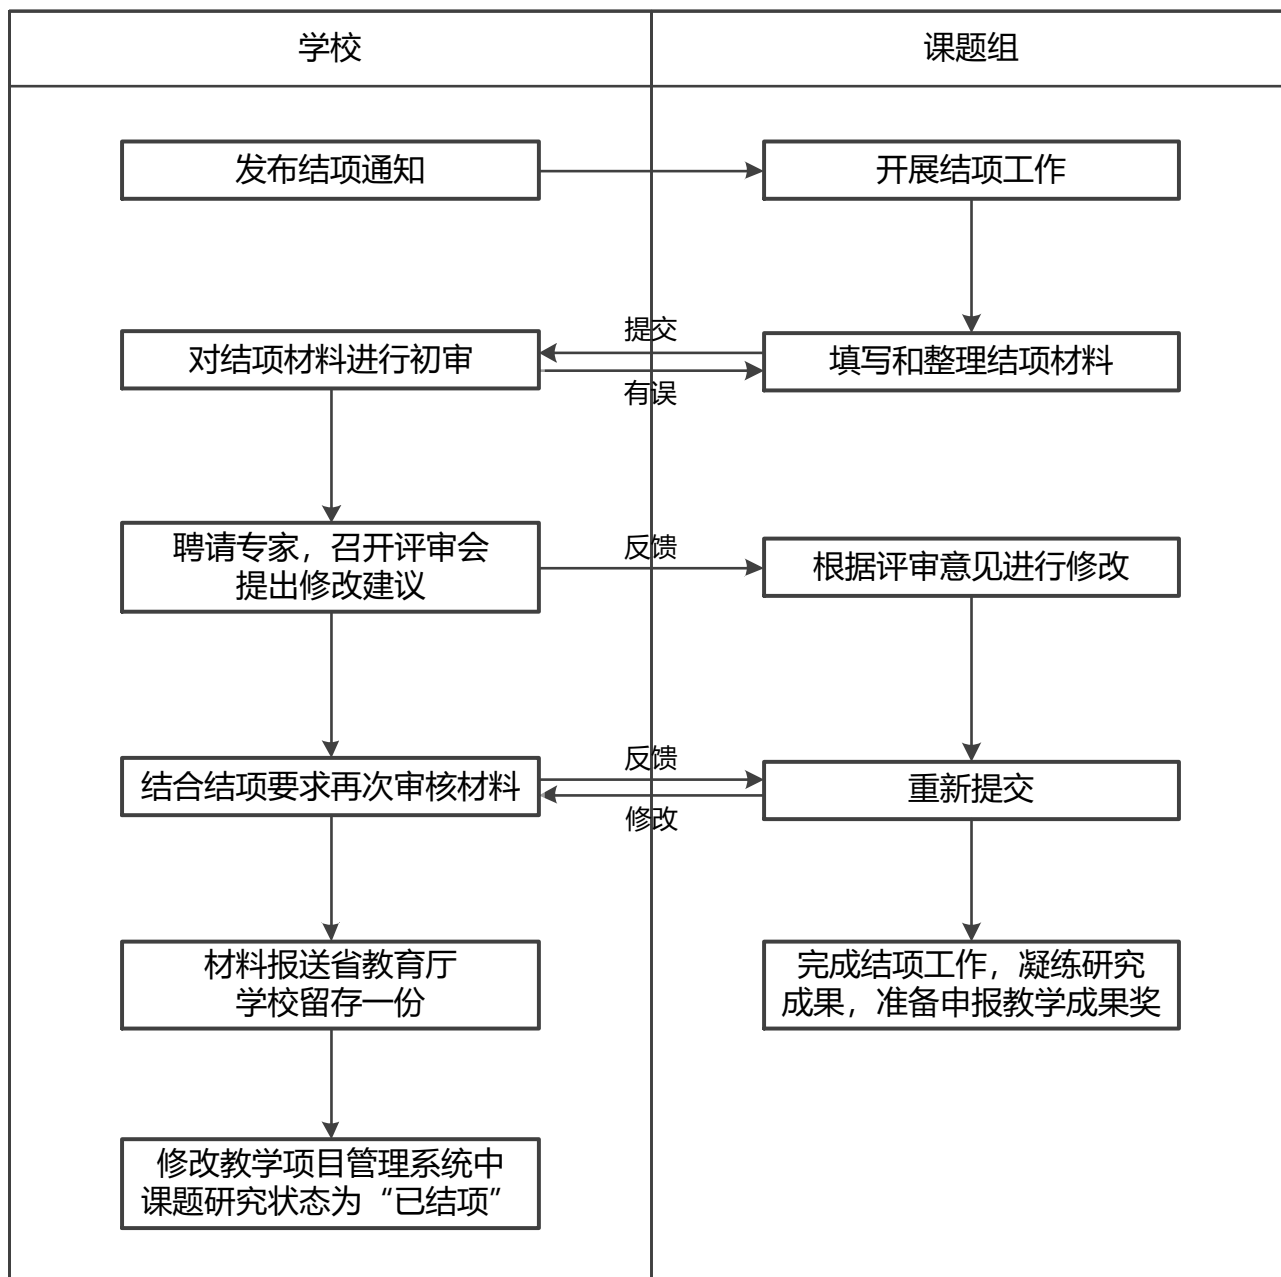 学校
课题组
发布结项通知
开展结项工作
提交
对结项材料进行初审
填写和整理结项材料
有误
聘请专家，召开评审会
提出修改建议
反馈
根据评审意见进行修改
反馈
结合结项要求再次审核材料
重新提交
修改
材料报送省教育厅
学校留存一份
完成结项工作，凝练研究
成果，准备申报教学成果奖
修改教学项目管理系统中
课题研究状态为“已结项”